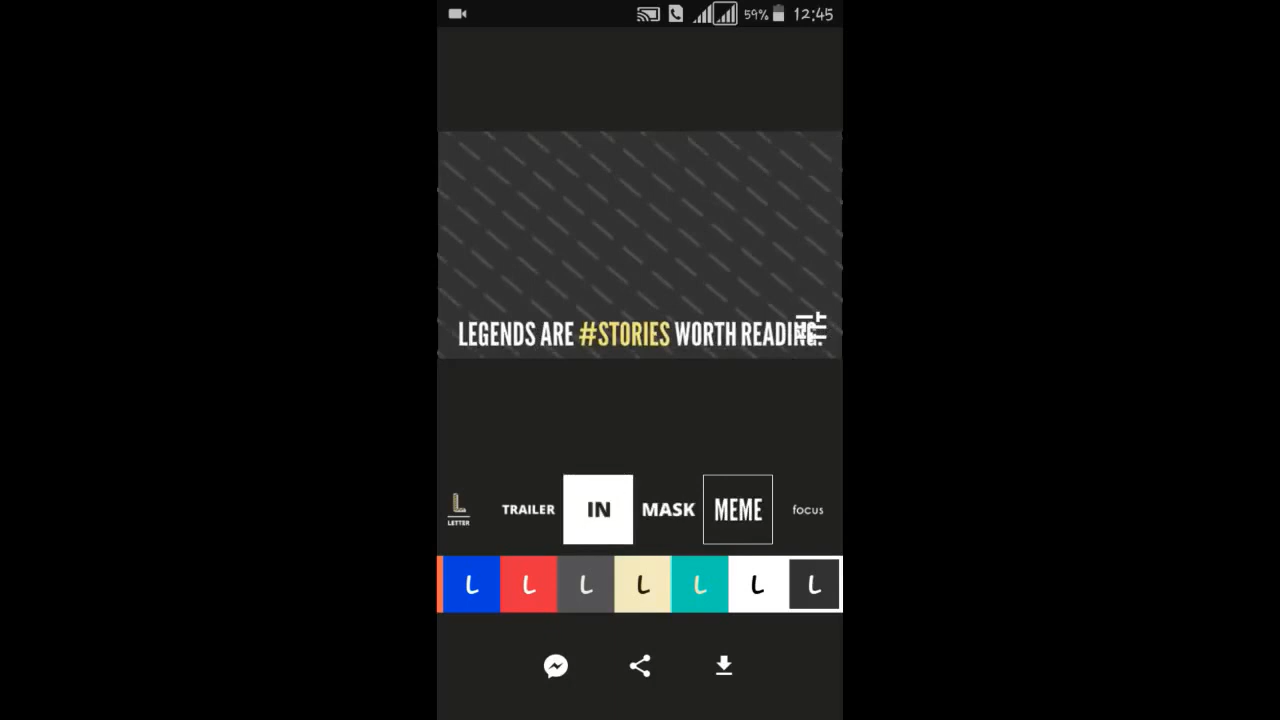 59% 12:45
LEGENDS ARE #STORIES WORTH READING.
L
LETTER
TRAILER
IN
MASK
MEME
focus
L L L L L L L